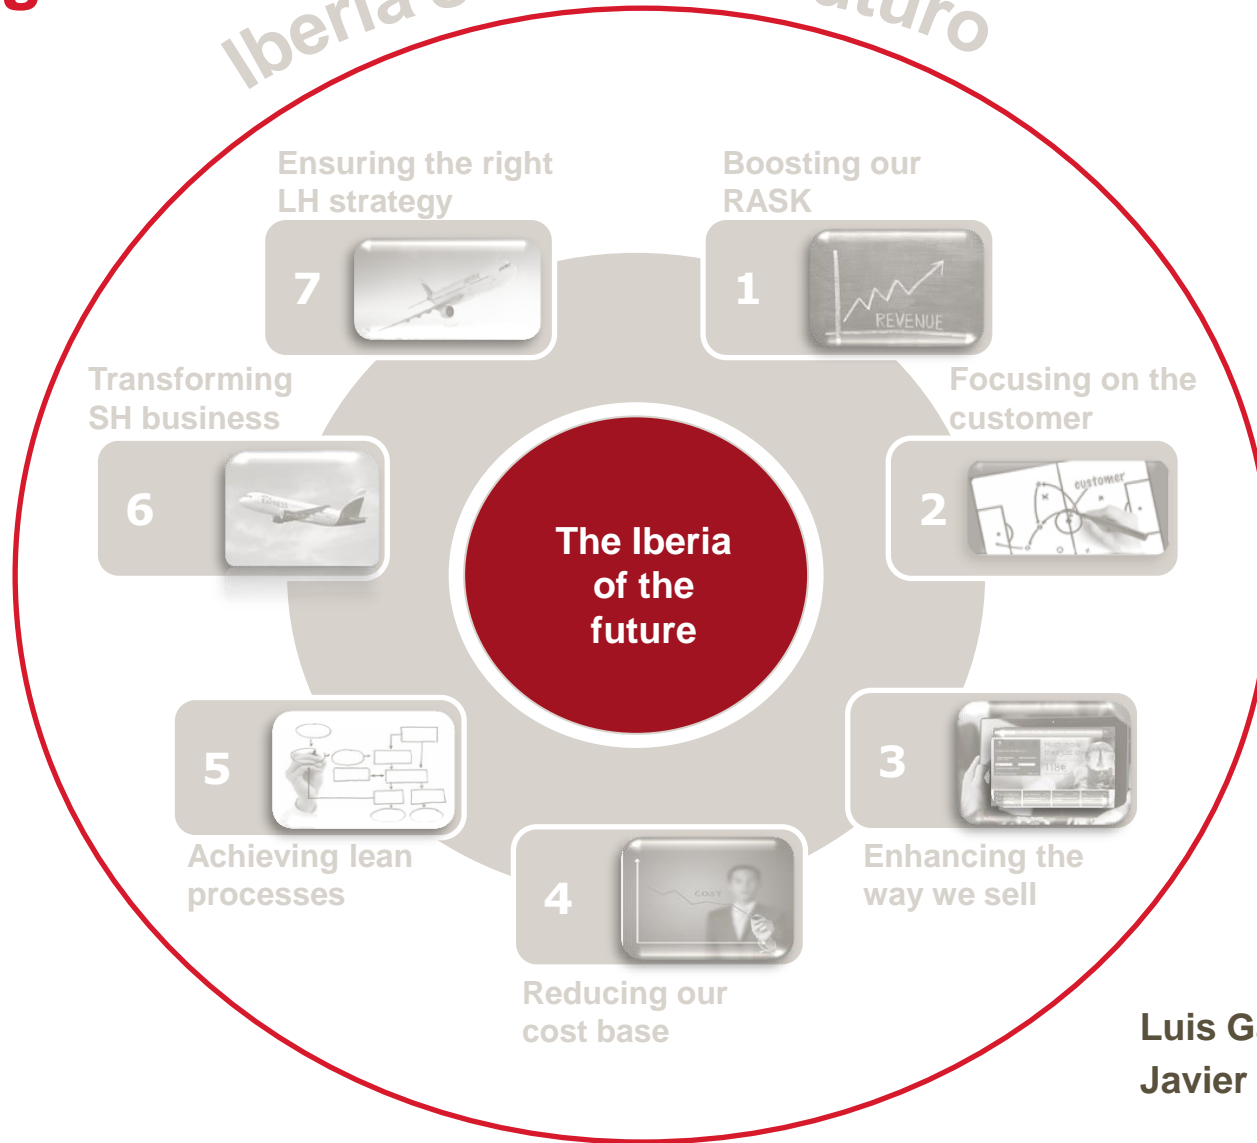 Iberia
Ensuring the right
LH strategy
7
Boosting our
RASK
1
REVENUE
Transforming
SH business
6
Focusing on the
customer
2
customer
The Iberia
of the
future
5
Achieving lean
processes
3
118€
Enhancing the
way we sell
4
COST
Reducing our
cost base
Luis
Javier